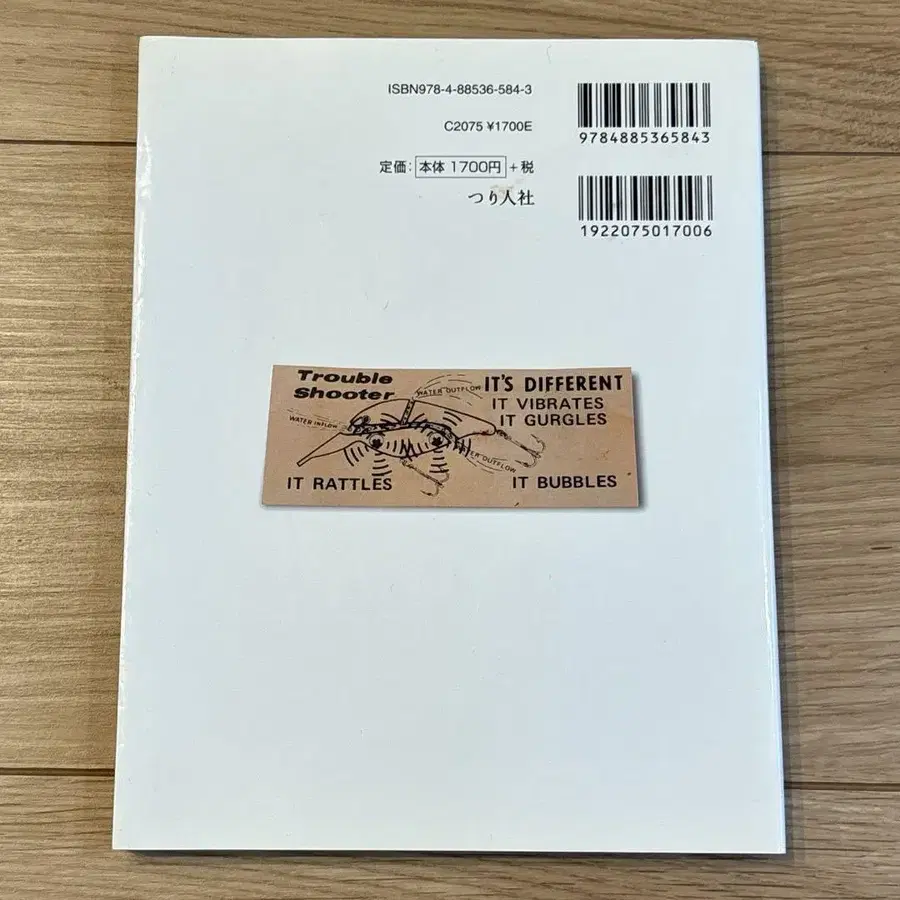 ISBN978-4-88536-584-3
C2075 ¥1700E
定価: 本体 1700円 + 税
つり人社
9784885365843
1922075017006
Trouble
Shooter
IT'S DIFFERENT
IT VIBRATES
IT GURGLES
WATER OUTFLOW
WATER INFLOW
WATER OUTFLOW
IT RATTLES
IT BUBBLES